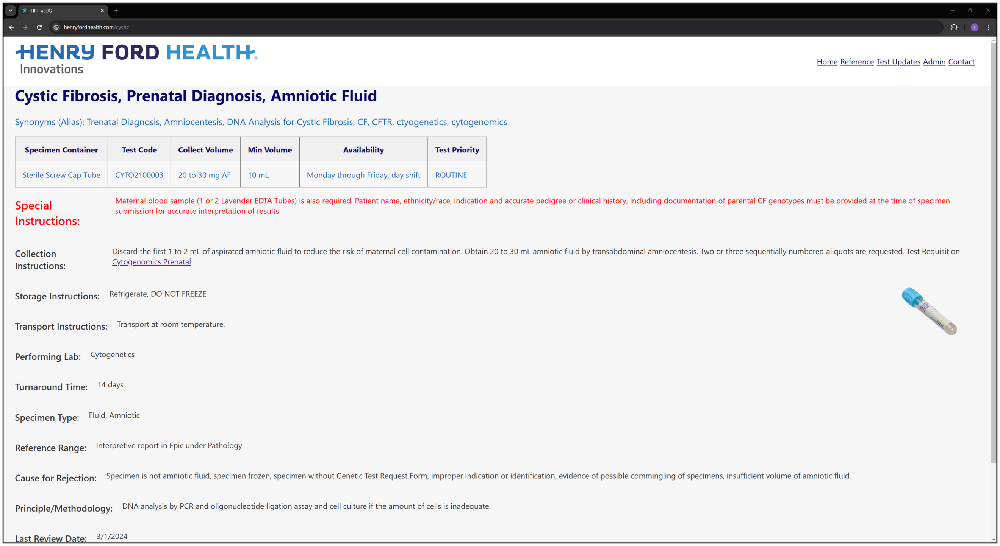 HFH eLUG
henryfordhealth.com/cystic
T
HENRY FORD HEALTH®
Innovations
Home Reference Test Updates Admin Contact
Cystic Fibrosis, Prenatal Diagnosis, Amniotic Fluid
Synonyms (Alias): Trenatal Diagnosis, Amniocentesis, DNA Analysis for Cystic Fibrosis, CF, CFTR, ctyogenetics, cytogenomics
Specimen Container Test Code Collect Volume Min Volume Availability Test Priority
Sterile Screw Cap Tube CYTO2100003 20 to 30 mg AF 10 mL Monday through Friday, day shift ROUTINE
Special
Instructions:
Maternal blood sample (1 or 2 Lavender EDTA Tubes) is also required. Patient name, ethnicity/race, indication and accurate pedigree or clinical history, including documentation of parental CF genotypes must be provided at the time of specimen
submission for accurate interpretation of results.
Collection
Instructions:
Discard the first 1 to 2 mL of aspirated amniotic fluid to reduce the risk of maternal cell contamination. Obtain 20 to 30 mL amniotic fluid by transabdominal amniocentesis. Two or three sequentially numbered aliquots are requested. Test Requisition -
Cytogenomics Prenatal
Storage Instructions: Refrigerate, DO NOT FREEZE
Transport Instructions: Transport at room temperature.
Performing Lab: Cytogenetics
Turnaround Time: 14 days
Specimen Type: Fluid, Amniotic
Reference Range: Interpretive report in Epic under Pathology
Cause for Rejection: Specimen is not amniotic fluid, specimen frozen, specimen without Genetic Test Request Form, improper indication or identification, evidence of possible commingling of specimens, insufficient volume of amniotic fluid.
Principle/Methodology: DNA analysis by PCR and oligonucleotide ligation assay and cell culture if the amount of cells is inadequate.
Last Review Date: 3/1/2024